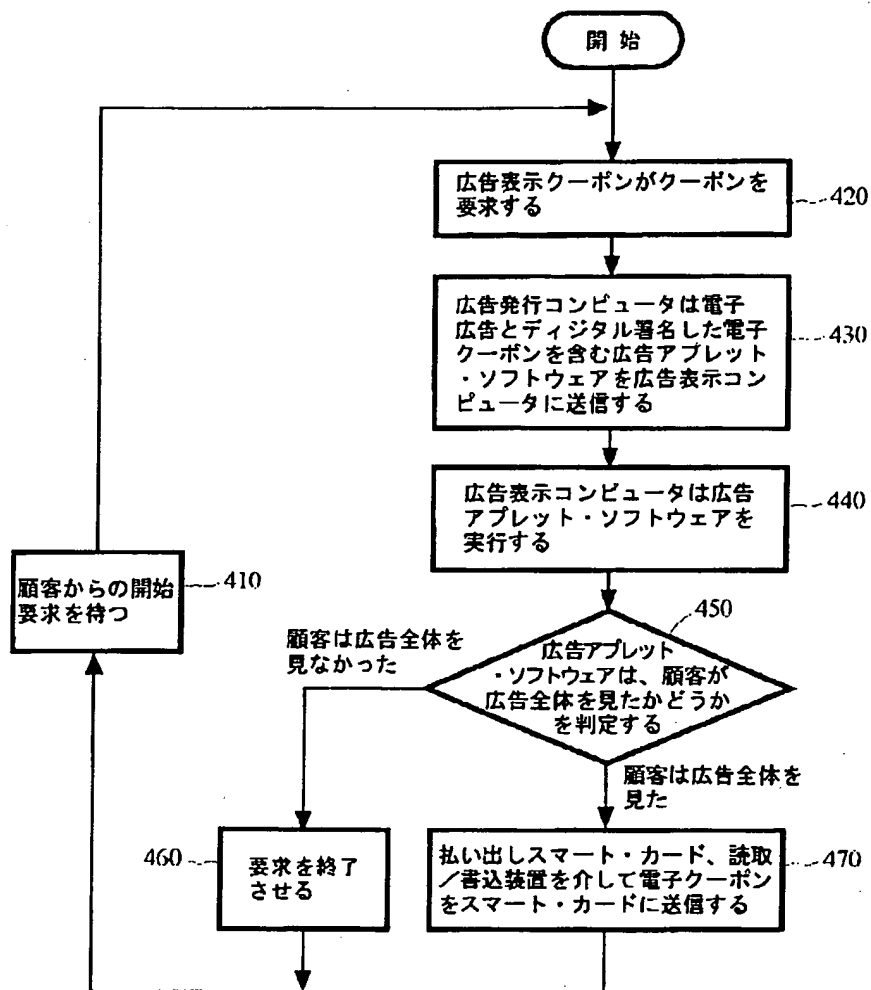 開 始
広告表示クーポンがクーポンを
要求する
420
広告発行コンピュータは電子
広告とディジタル署名した電子
クーポンを含む広告アプレット
・ソフトウェアを広告表示コン
ピュータに送信する
430
広告表示コンピュータは広告
アプレット・ソフトウェアを
実行する
440
顧客からの開始
要求を待つ
410
450
広告アプレット
・ソフトウェアは、顧客が
広告全体を見たかどうか
を判定する
顧客は広告全体を
見なかった
顧客は広告全体を
見た
460
要求を終了
させる
払い出しスマート・カード、読取
／書込装置を介して電子クーポン
をスマート・カードに送信する
470